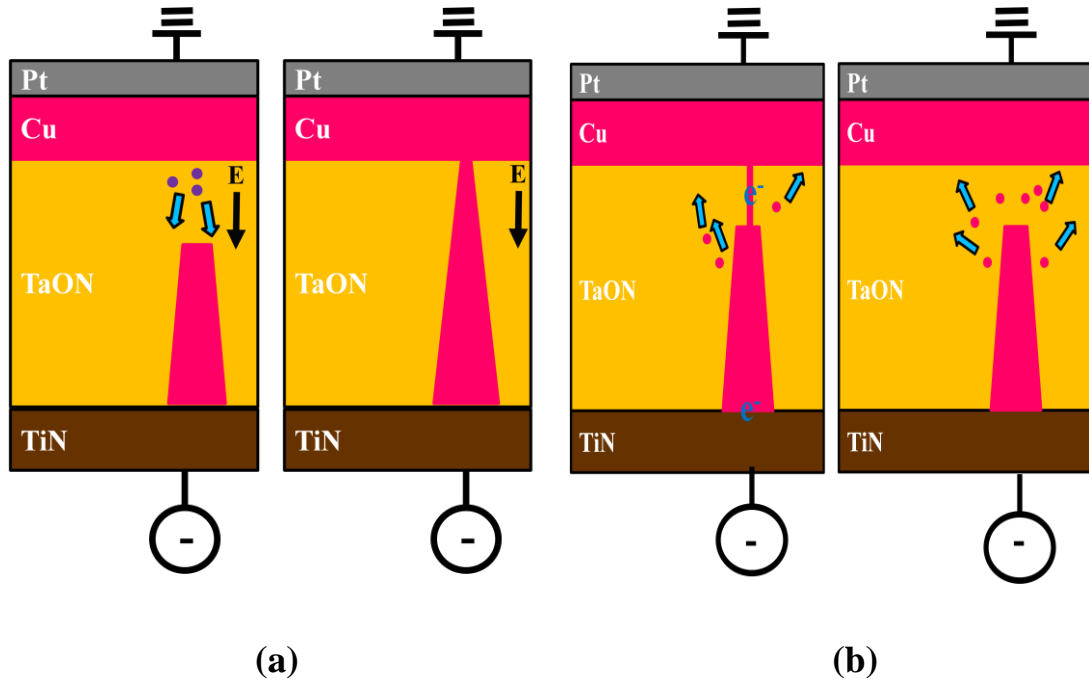 Pt
Cu
E
TaON
TiN
-
Pt
Cu
E
TaON
TiN
-
(a)
Pt
Cu
e-
TaON
e-
TiN
-
Pt
Cu
TaON
TiN
-
(b)